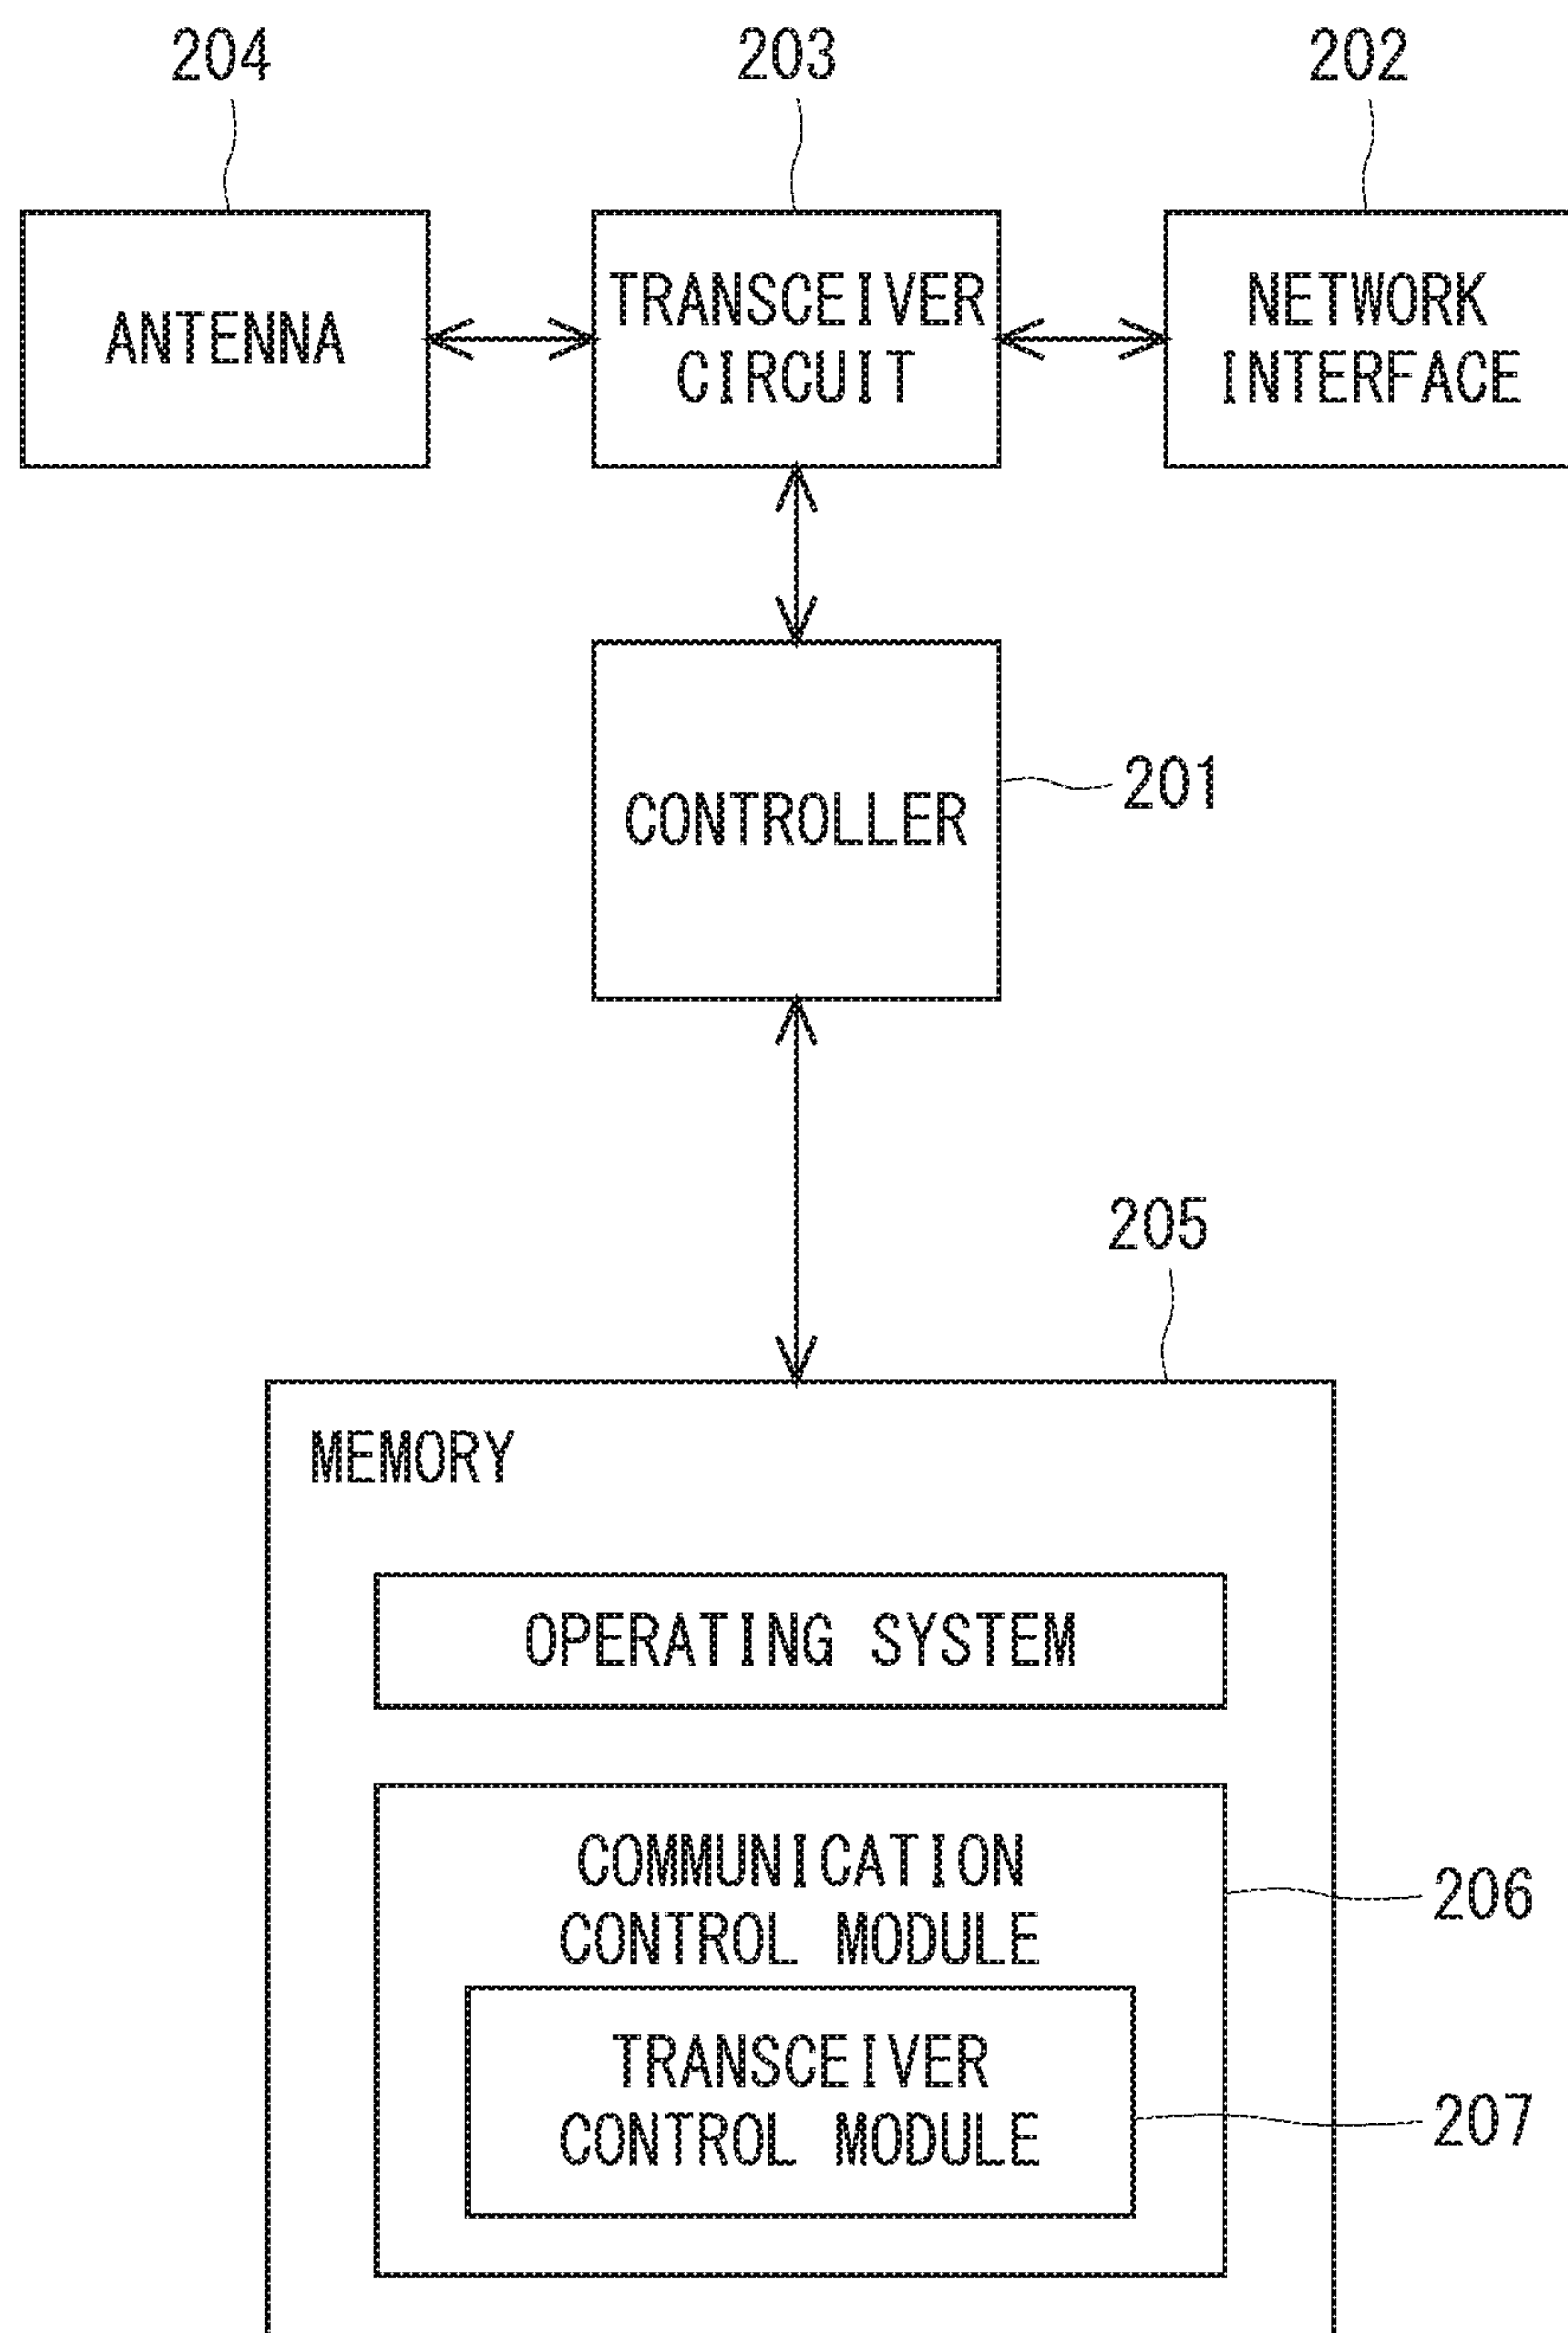 204
203
202
ANTENNA
TRANSCEIVER
CIRCUIT
NETWORK
INTERFACE
CONTROLLER
201
205
MEMORY
OPERATING SYSTEM
COMMUNICATION
CONTROL MODULE
206
TRANSCEIVER
CONTROL MODULE
207